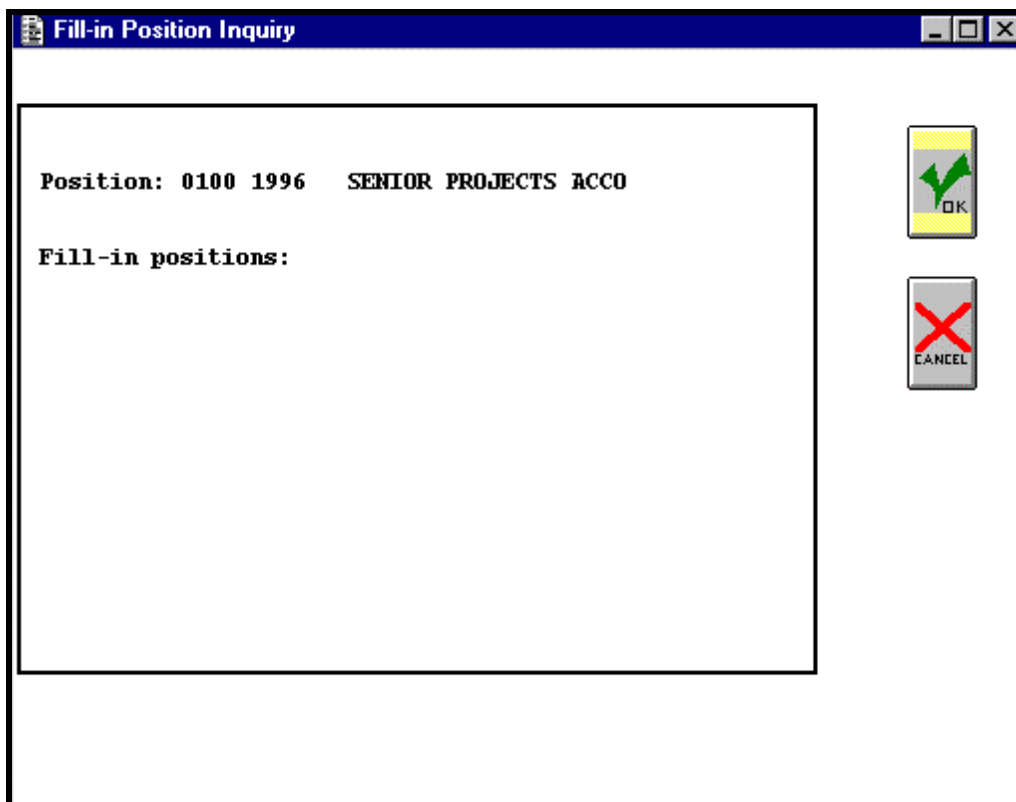 Fill-in Position Inquiry
Position: 0100 1996 SENIOR PROJECTS ACCO
OK
Fill-in positions:
CANCEL